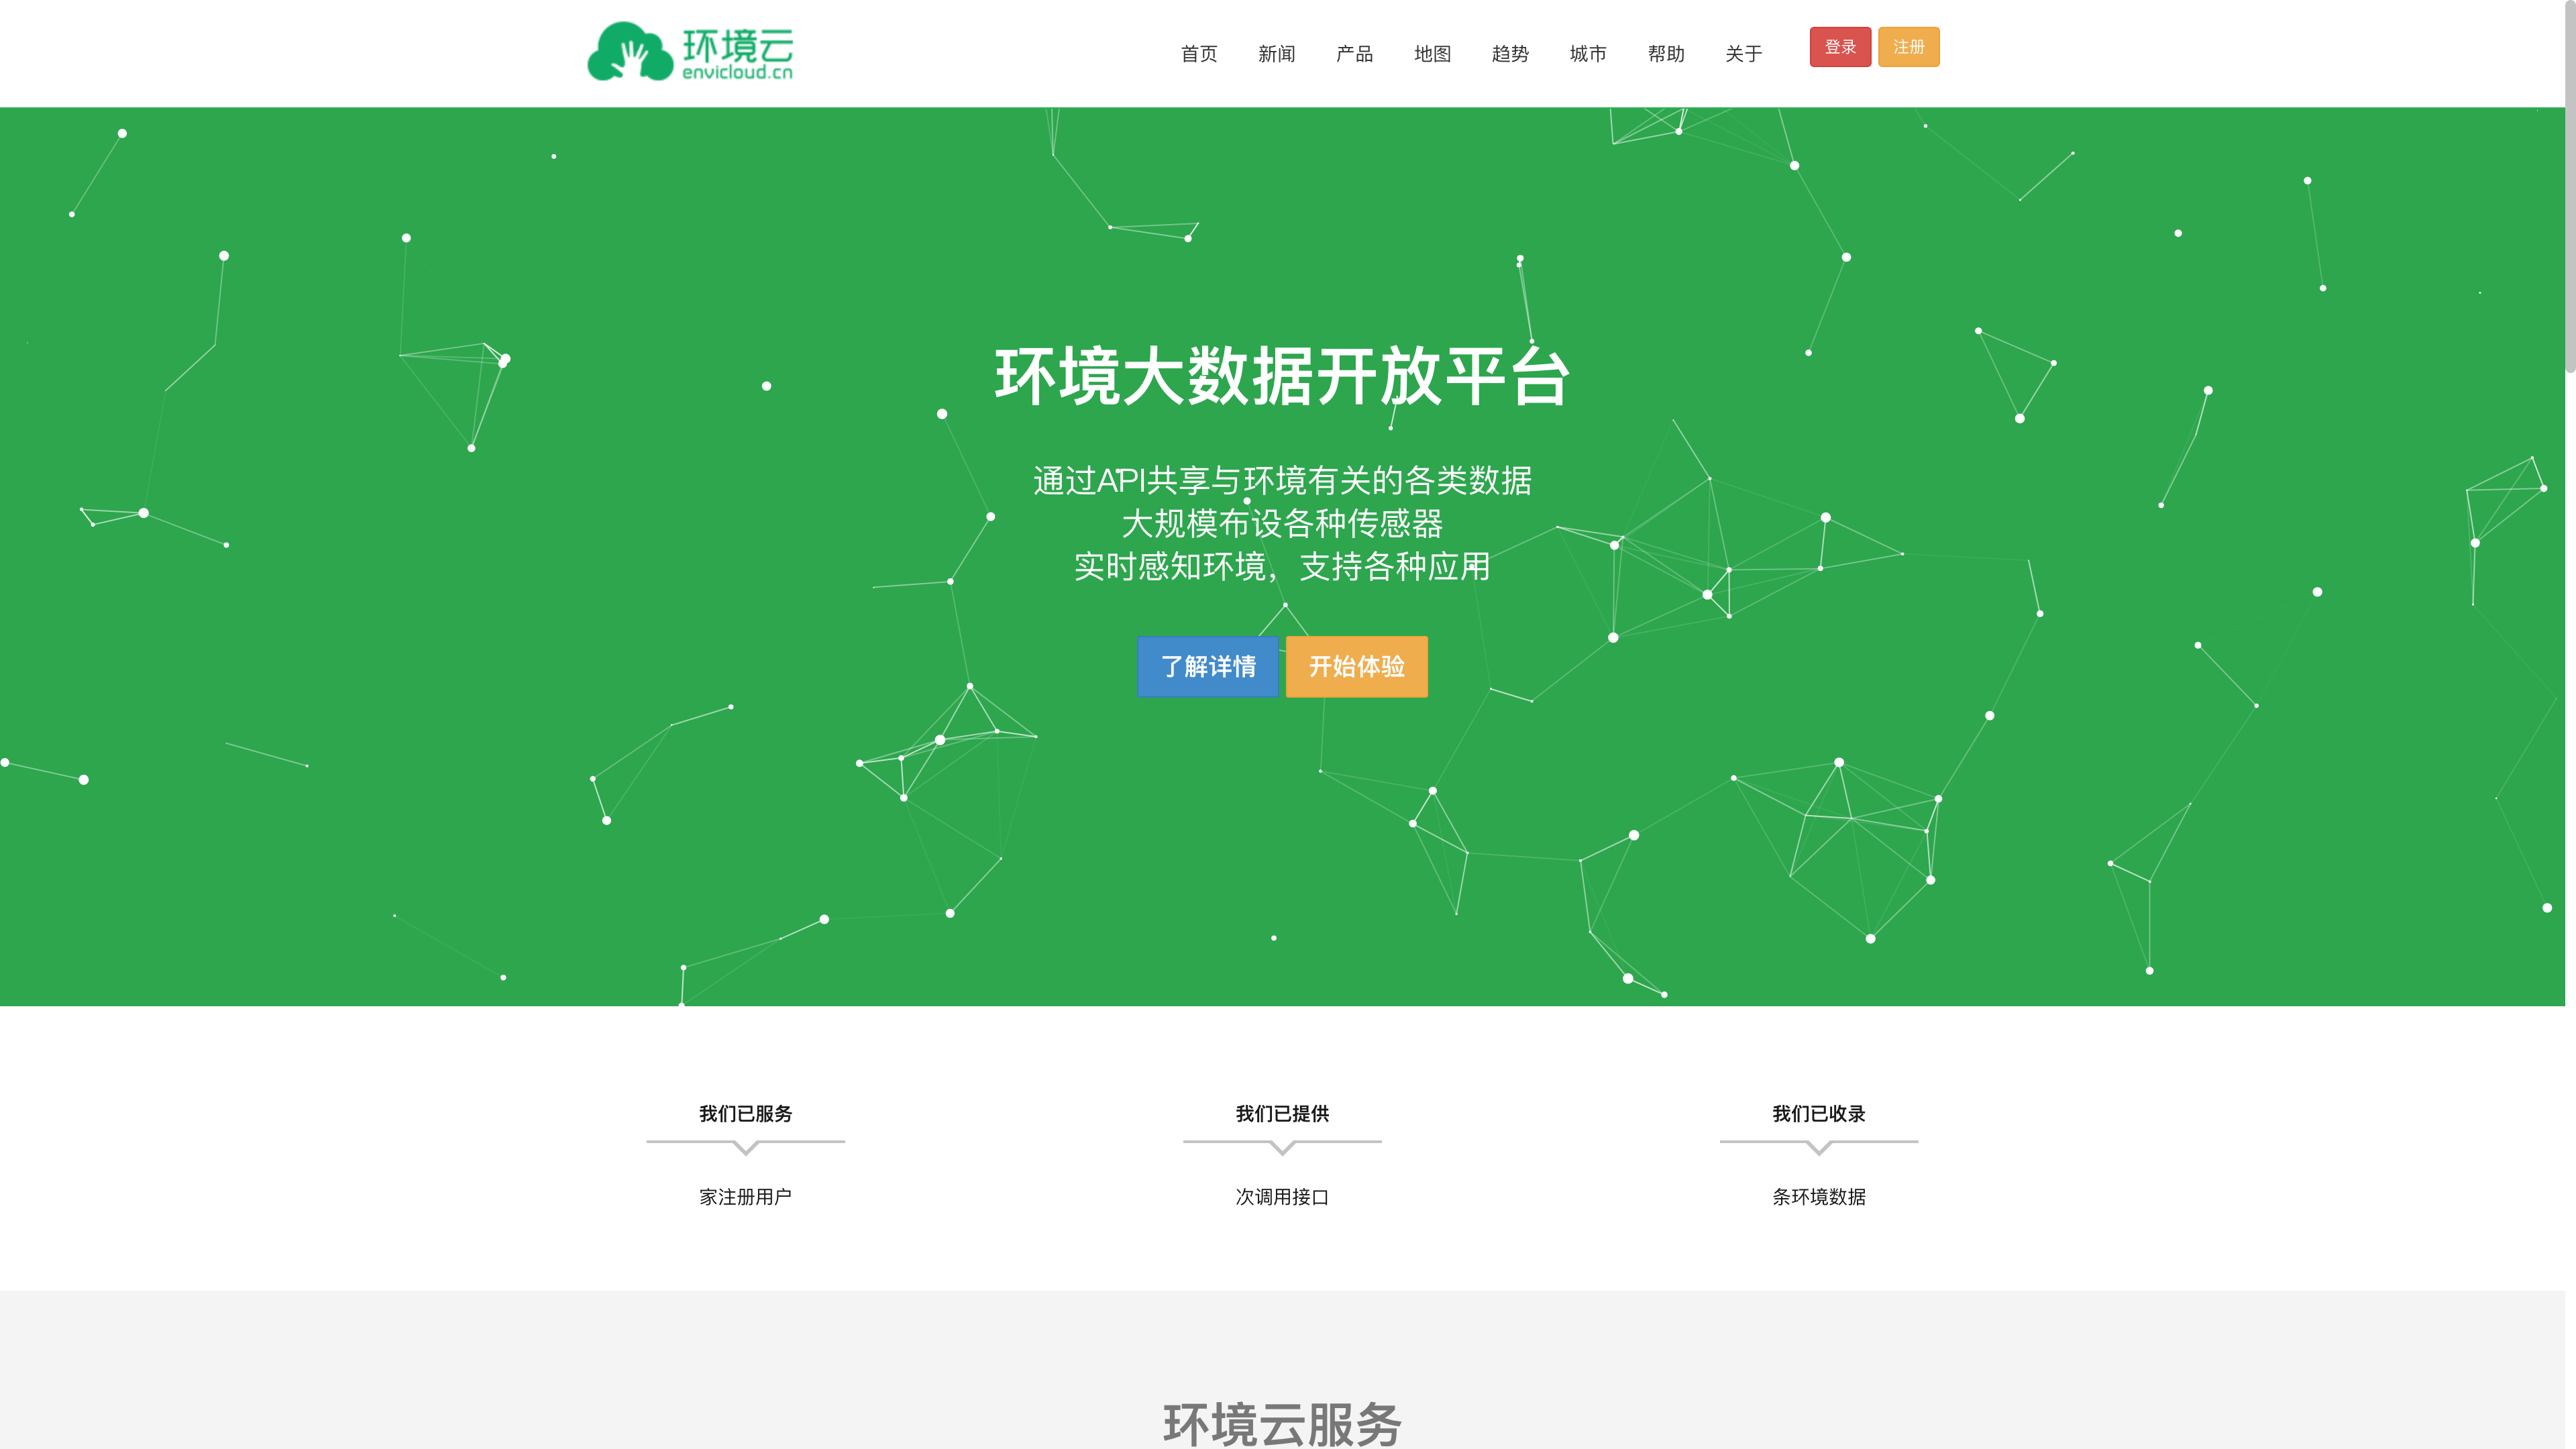 环境云
envicloud.cn
首页 新闻 产品 地图 趋势 城市 帮助 关于 登录 注册
环境大数据开放平台
通过API共享与环境有关的各类数据
大规模布设各种传感器
实时感知环境，支持各种应用
了解详情 开始体验
我们已服务 我们已提供 我们已收录
家注册用户 次调用接口 条环境数据
环境云服务